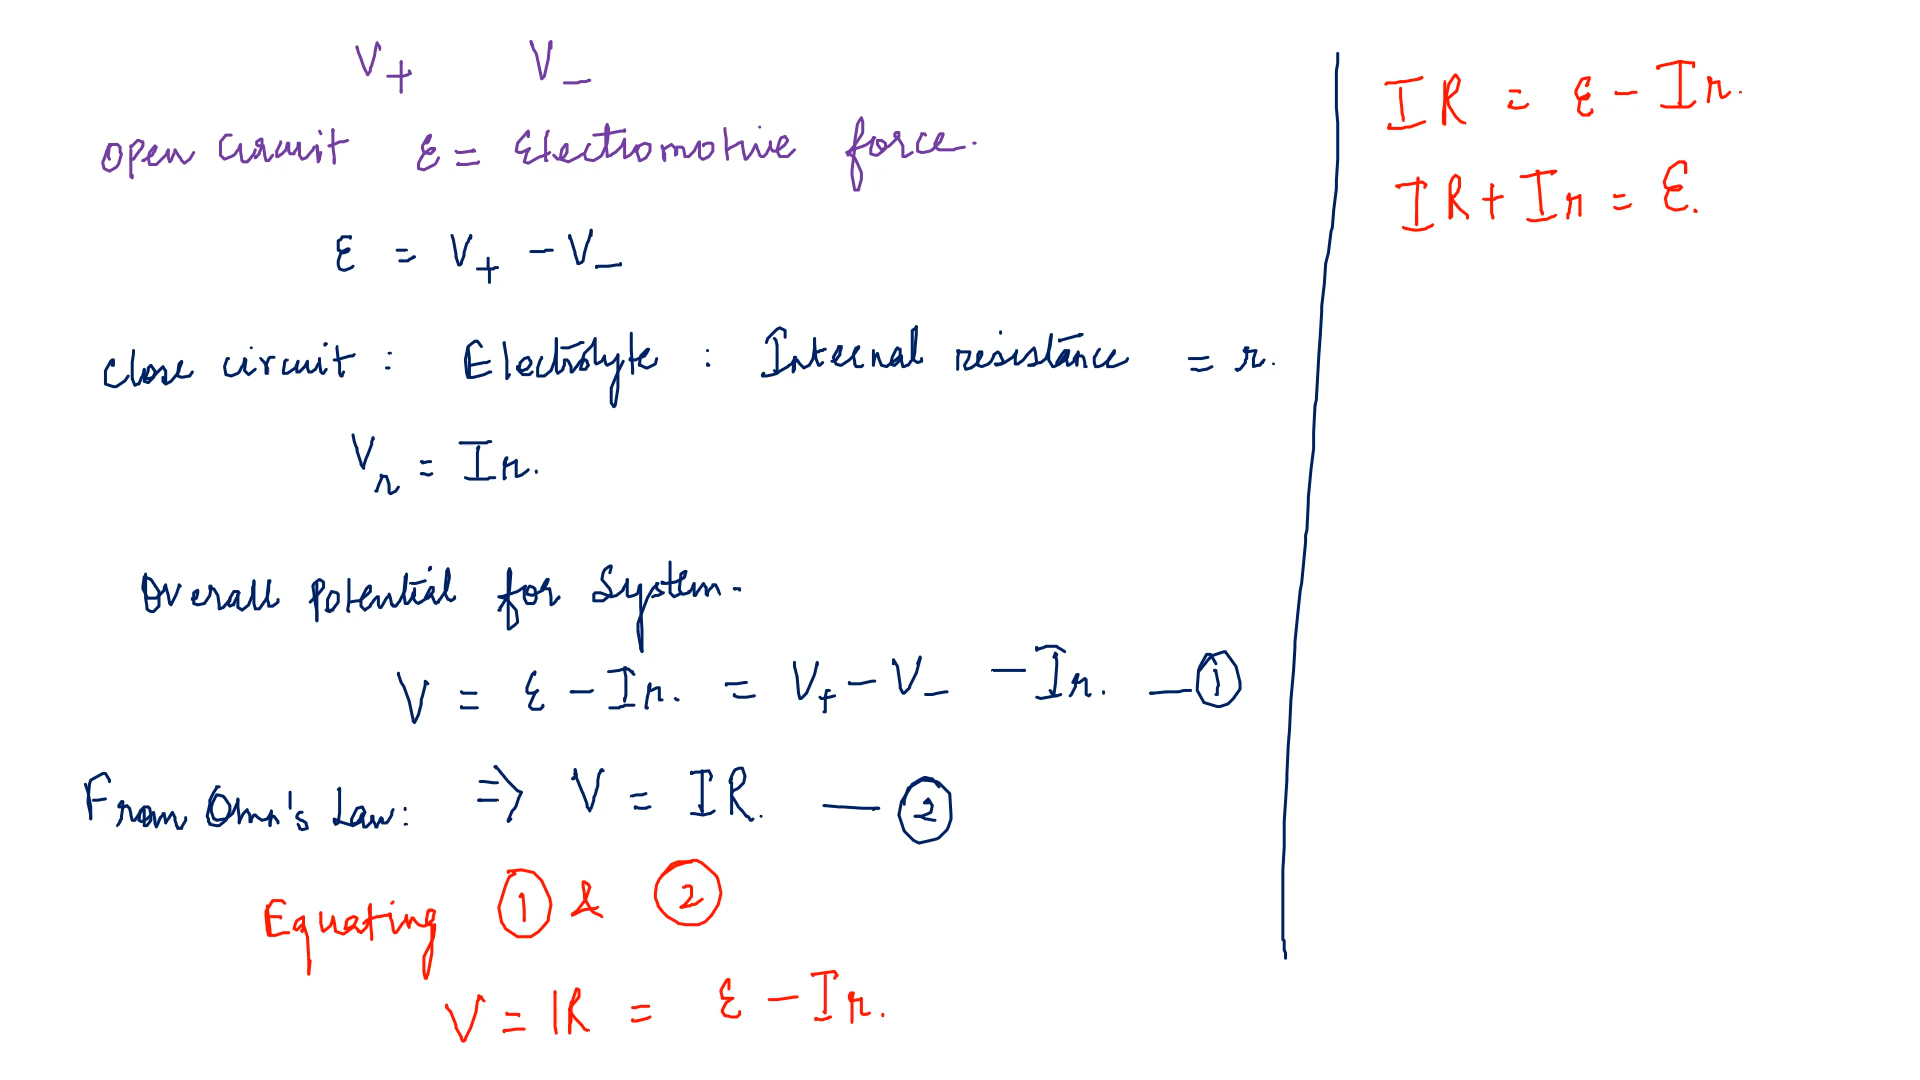 V₊ V₋
Open Circuit ε = Electromotive force.
ε = V₊ - V₋
Close circuit : Electrolyte : Internal resistance = r.
Vᵣ = Ir.
Overall Potential for System.
V = ε - Ir. = V₊ - V₋ - Ir. — ①
From Ohm's Law: ⇒ V = IR. — ②
Equating ① & ②
V = IR = ε - Ir.
IR = ε - Ir.
IR + Ir = ε.